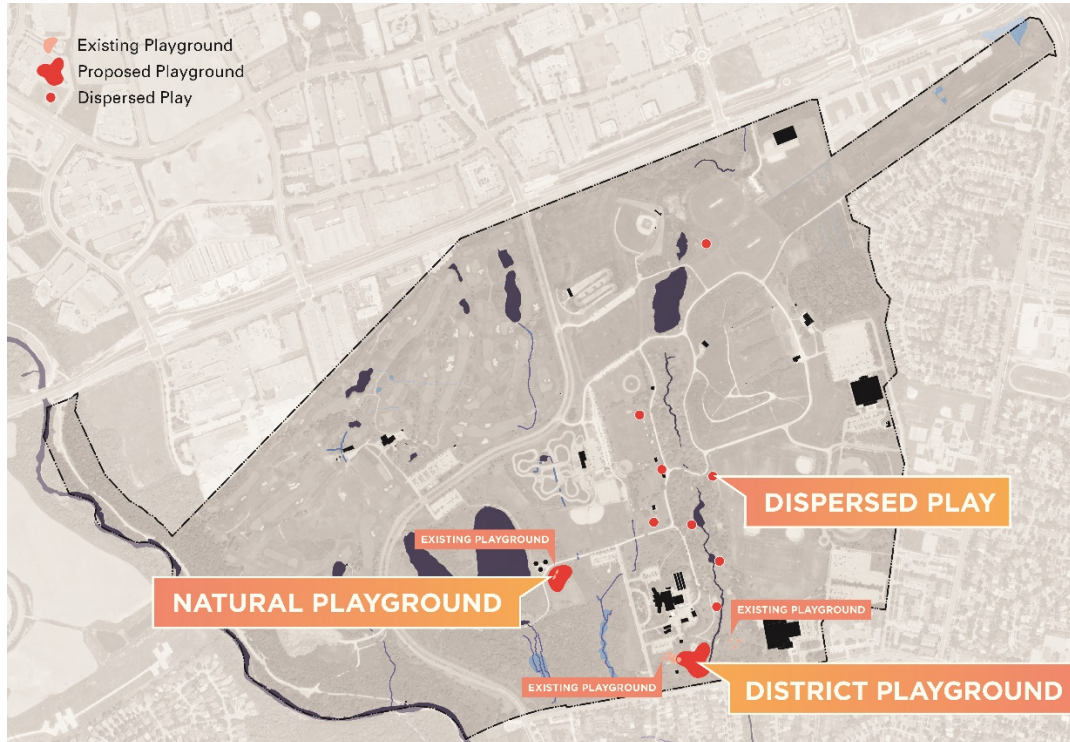 Existing Playground
Proposed Playground
Dispersed Play
DISPERSED PLAY
EXISTING PLAYGROUND
NATURAL PLAYGROUND
EXISTING PLAYGROUND
EXISTING PLAYGROUND
DISTRICT PLAYGROUND